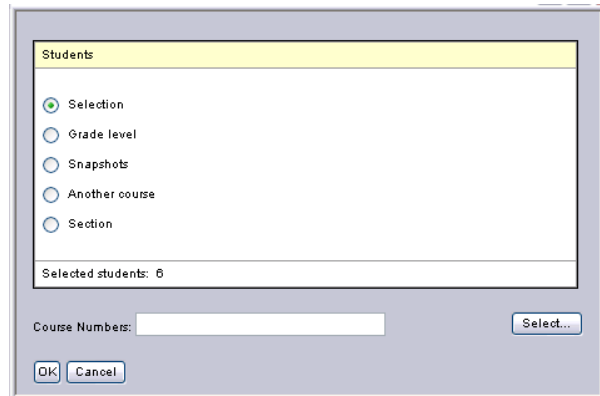 Students
Selection
Grade level
Snapshots
Another course
Section
Selected students: 6
Course Numbers:
Select...
OK Cancel